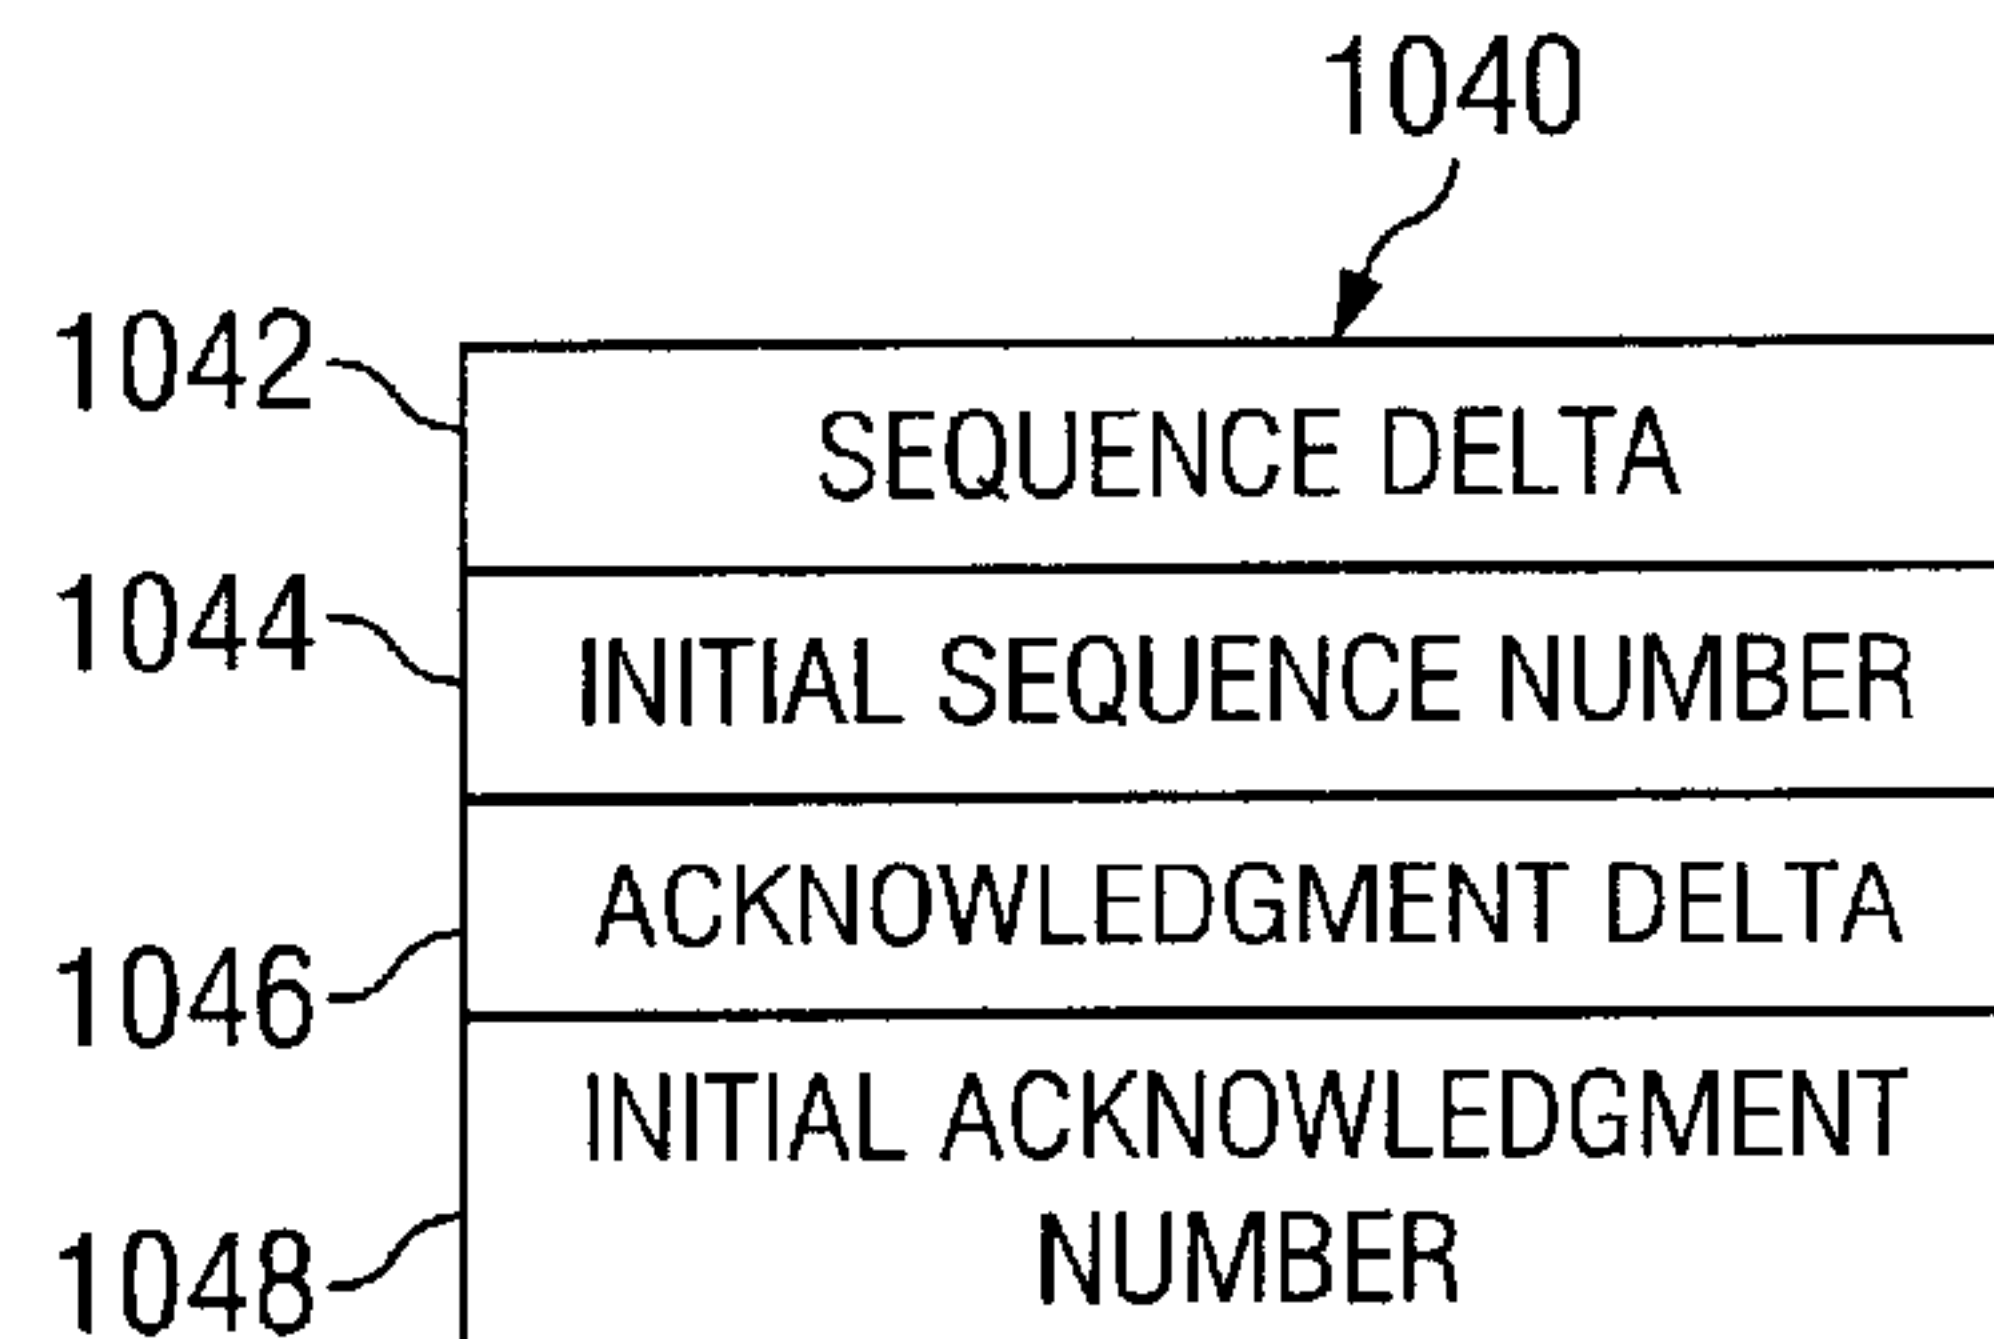 1040
1042
SEQUENCE DELTA
1044
INITIAL SEQUENCE NUMBER
ACKNOWLEDGMENT DELTA
1046
INITIAL ACKNOWLEDGMENT
NUMBER
1048